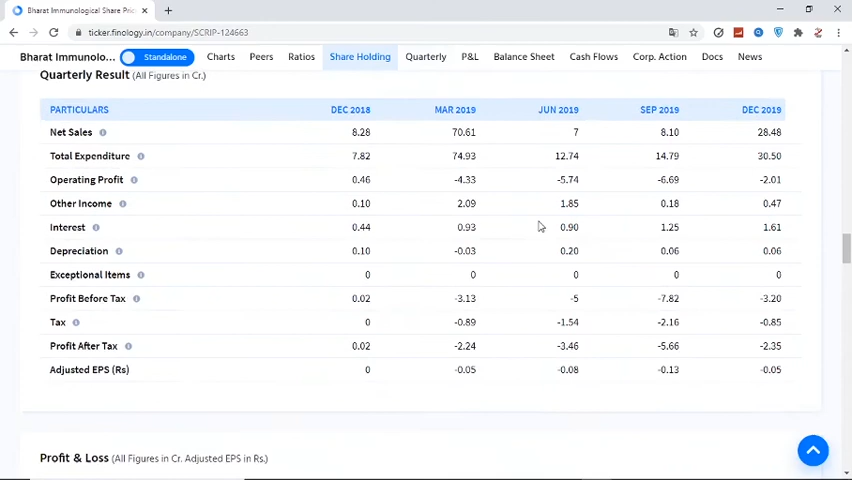 Bharat Immunological Share Pric
ticker.finology.in/company/SCRIP-124663
Bharat Immunolo... Standalone Charts Peers Ratios Share Holding Quarterly P&L Balance Sheet Cash Flows Corp. Action Docs News
Quarterly Result (All Figures in Cr.)
PARTICULARS DEC 2018 MAR 2019 JUN 2019 SEP 2019 DEC 2019
Net Sales 8.28 70.61 7 8.10 28.48
Total Expenditure 7.82 74.93 12.74 14.79 30.50
Operating Profit 0.46 -4.33 -5.74 -6.69 -2.01
Other Income 0.10 2.09 1.85 0.18 0.47
Interest 0.44 0.93 0.90 1.25 1.61
Depreciation 0.10 -0.03 0.20 0.06 0.06
Exceptional Items 0 0 0 0 0
Profit Before Tax 0.02 -3.13 -5 -7.82 -3.20
Tax 0 -0.89 -1.54 -2.16 -0.85
Profit After Tax 0.02 -2.24 -3.46 -5.66 -2.35
Adjusted EPS (Rs) 0 -0.05 -0.08 -0.13 -0.05
Profit & Loss (All Figures in Cr. Adjusted EPS in Rs.)